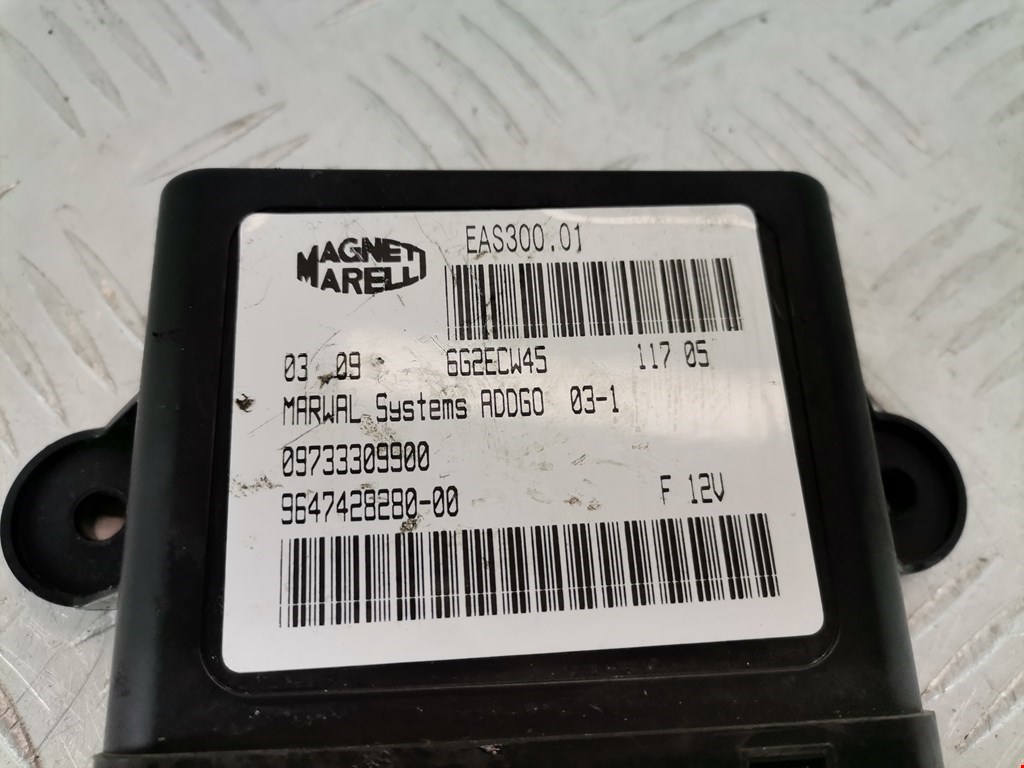 MAGNETI
MARELLI
EAS300.01
03 09 6G2ECW45 117 05
MARWAL Systems ADDGO 03-1
09733309900
9647428280-00 F 12V